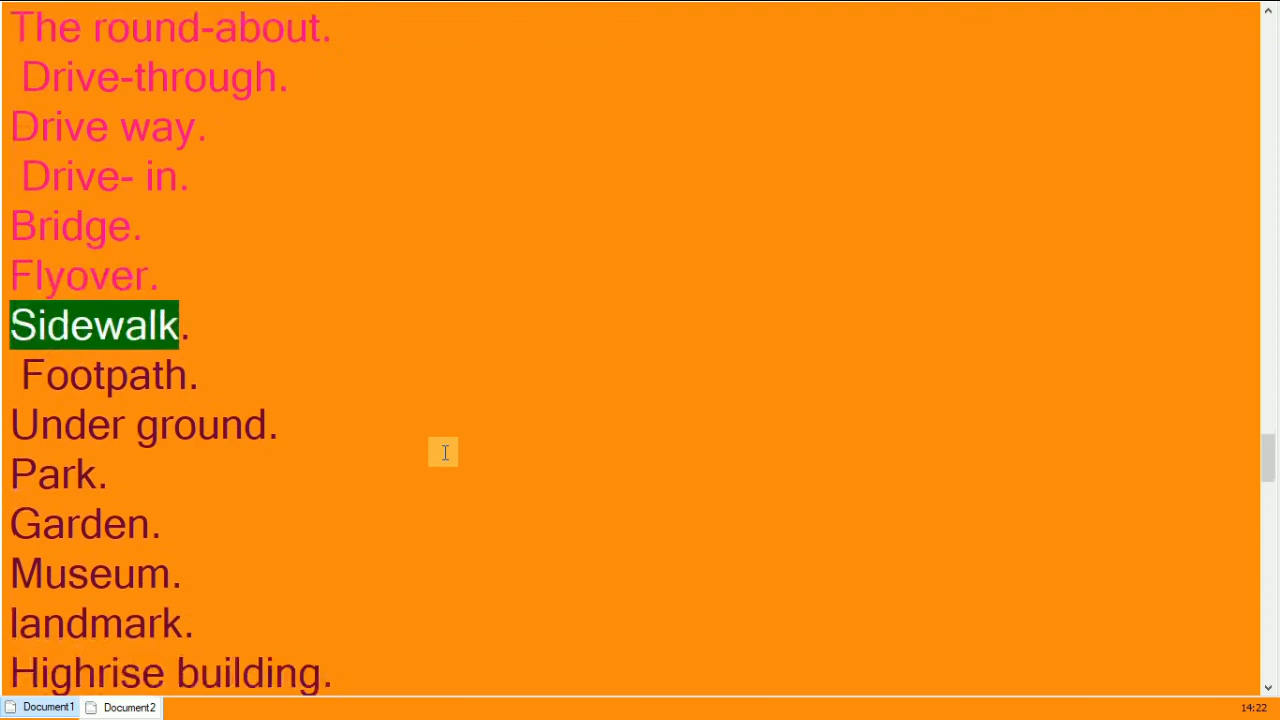 The round-about.
Drive-through.
Drive way.
Drive- in.
Bridge.
Flyover.
Sidewalk.
Footpath.
Under ground.
Park.
Garden.
Museum.
landmark.
Highrise building.
Document1 Document2 14:22